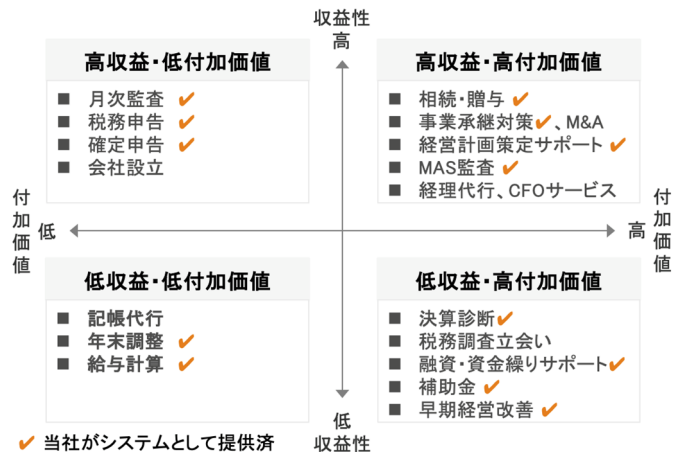 収益性
高
高収益・低付加価値
■ 月次監査 ✔
■ 税務申告 ✔
■ 確定申告 ✔
■ 会社設立
高収益・高付加価値
■ 相続・贈与 ✔
■ 事業承継対策✔、M&A
■ 経営計画策定サポート ✔
■ MAS監査 ✔
■ 経理代行、CFOサービス
付加価値
低
高
付加価値
低収益・低付加価値
■ 記帳代行
■ 年末調整 ✔
■ 給与計算 ✔
低収益・高付加価値
■ 決算診断✔
■ 税務調査立会い
■ 融資・資金繰りサポート✔
■ 補助金 ✔
■ 早期経営改善 ✔
低
収益性
✔ 当社がシステムとして提供済